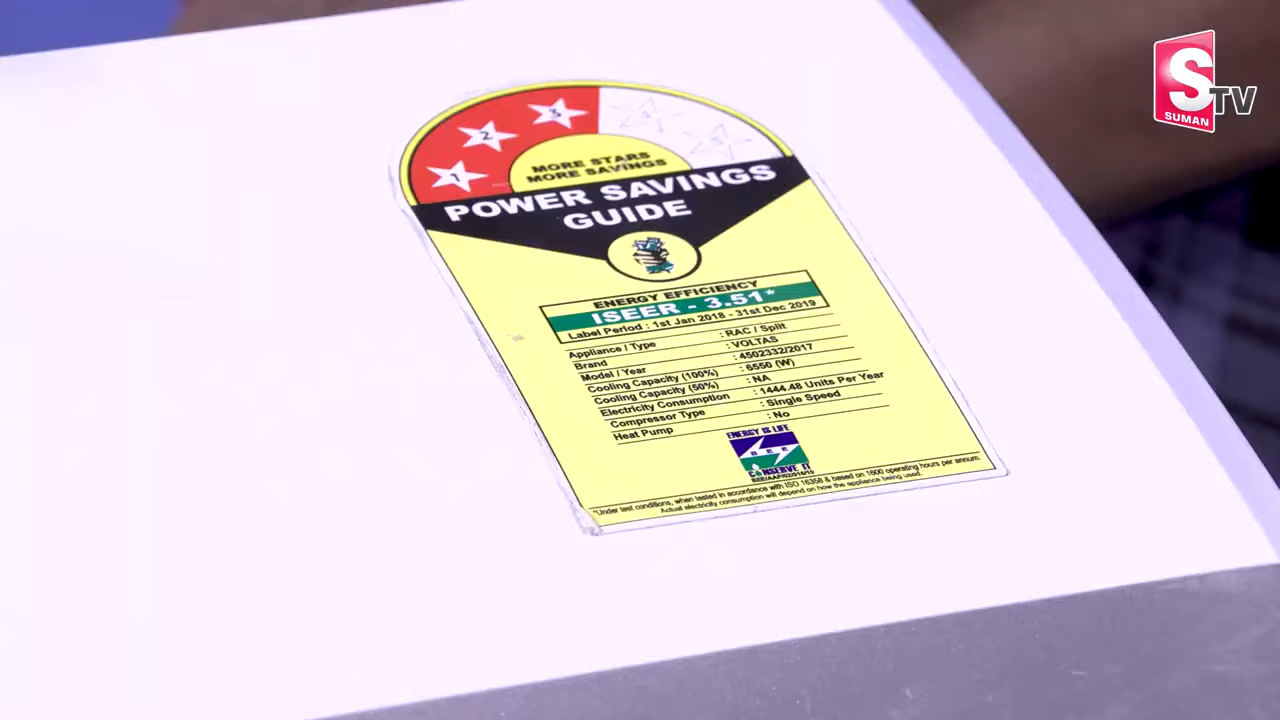 S
TV
SUMAN
1 2 3 4 5
MORE STARS
MORE SAVINGS
POWER SAVINGS
GUIDE
ENERGY EFFICIENCY
ISEER - 3.51*
Label Period : 1st Jan 2018 - 31st Dec 2019
Appliance / Type : RAC / Split
Brand : VOLTAS
Model / Year : 4502332/2017
Cooling Capacity (100%) : 6550 (W)
Cooling Capacity (50%) : NA
Electricity Consumption : 1444.48 Units Per Year
Compressor Type : Single Speed
Heat Pump : No
ENERGY IS LIFE
BEE
CONSERVE IT
*Under test conditions, when tested in accordance with ISO 16358 & based on 1600 operating hours per annum.
Actual electricity consumption will depend on how the appliance being used.